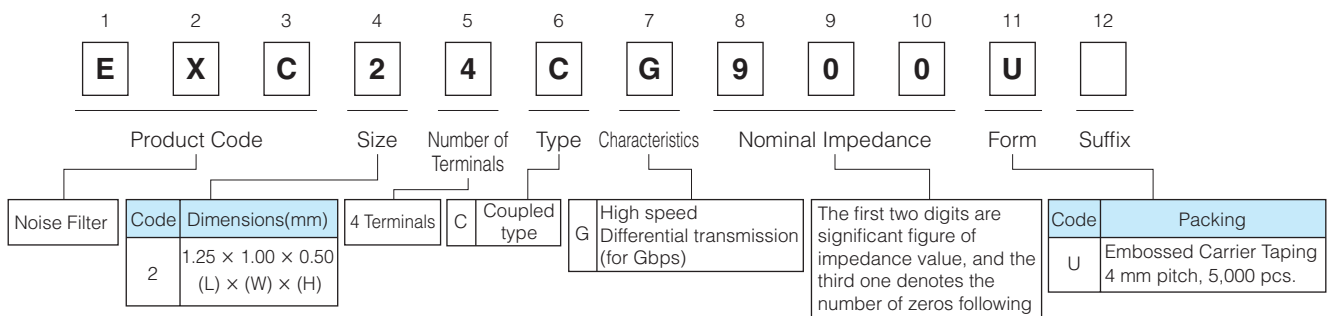 1 2 3 4 5 6 7 8 9 10 11 12
E X C 2 4 C G 9 0 0 U
Product Code Size Number of Terminals Type Characteristics Nominal Impedance Form Suffix
Noise Filter
Code Dimensions(mm)
2 1.25 × 1.00 × 0.50
(L) × (W) × (H)
4 Terminals
C Coupled
type
G High speed
Differential transmission
(for Gbps)
The first two digits are
significant figure of
impedance value, and the
third one denotes the
number of zeros following
Code Packing
U Embossed Carrier Taping
4 mm pitch, 5,000 pcs.